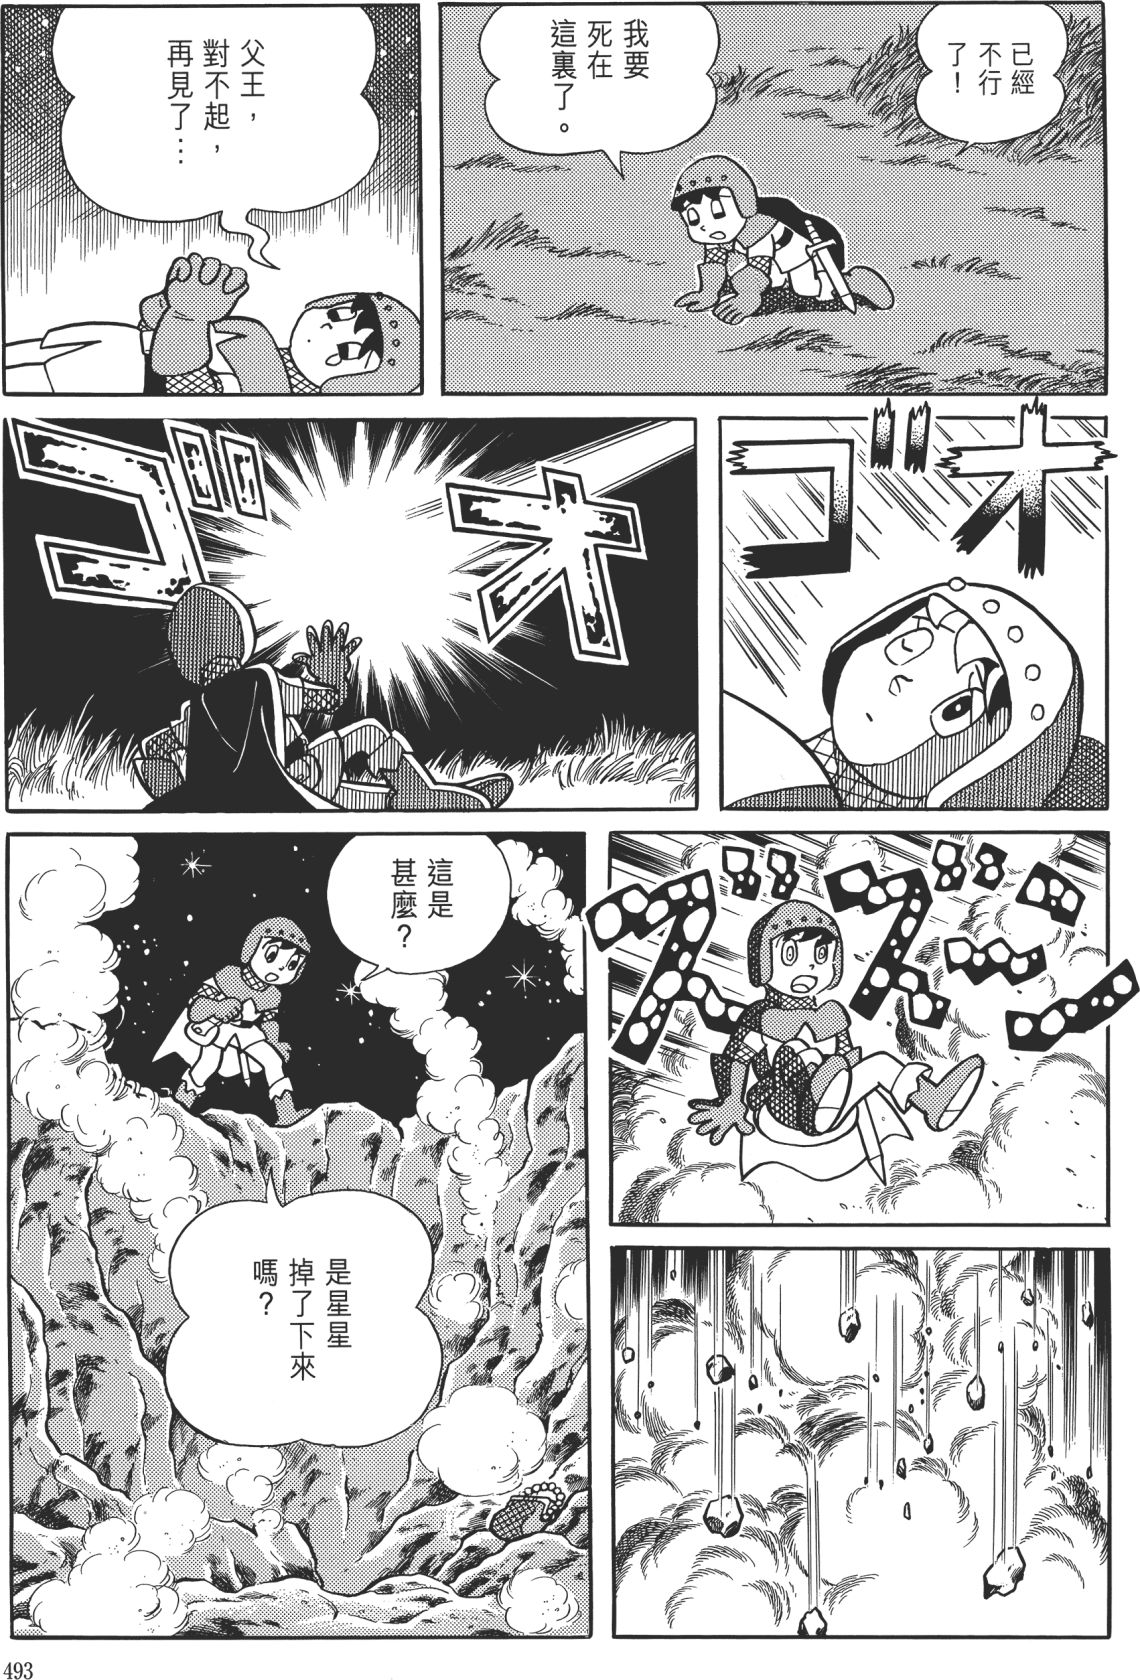 已經
不行
了！
我要
死在
這裏了。
父王，
對不起，
再見了…
ゴオ
ゴオ
ズズーン
這是
甚麼？
是星星
掉了下來
嗎？
493